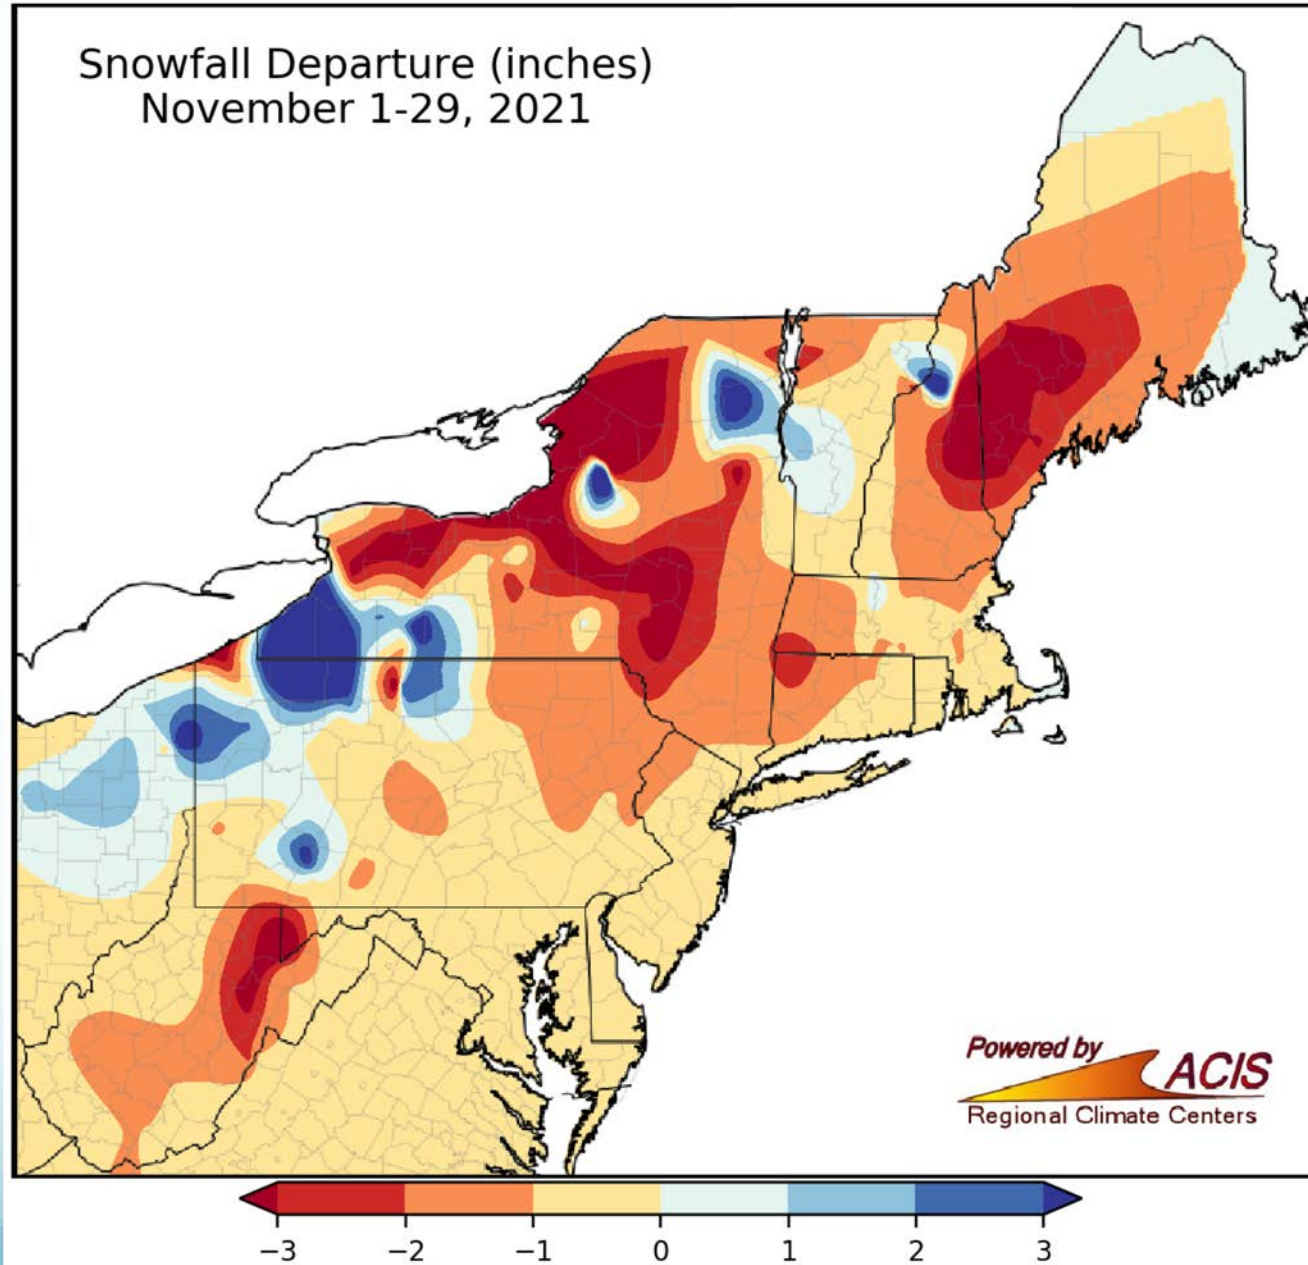 Snowfall Departure (inches)
November 1-29, 2021
Powered by
ACIS
Regional Climate Centers
−3 −2 −1 0 1 2 3